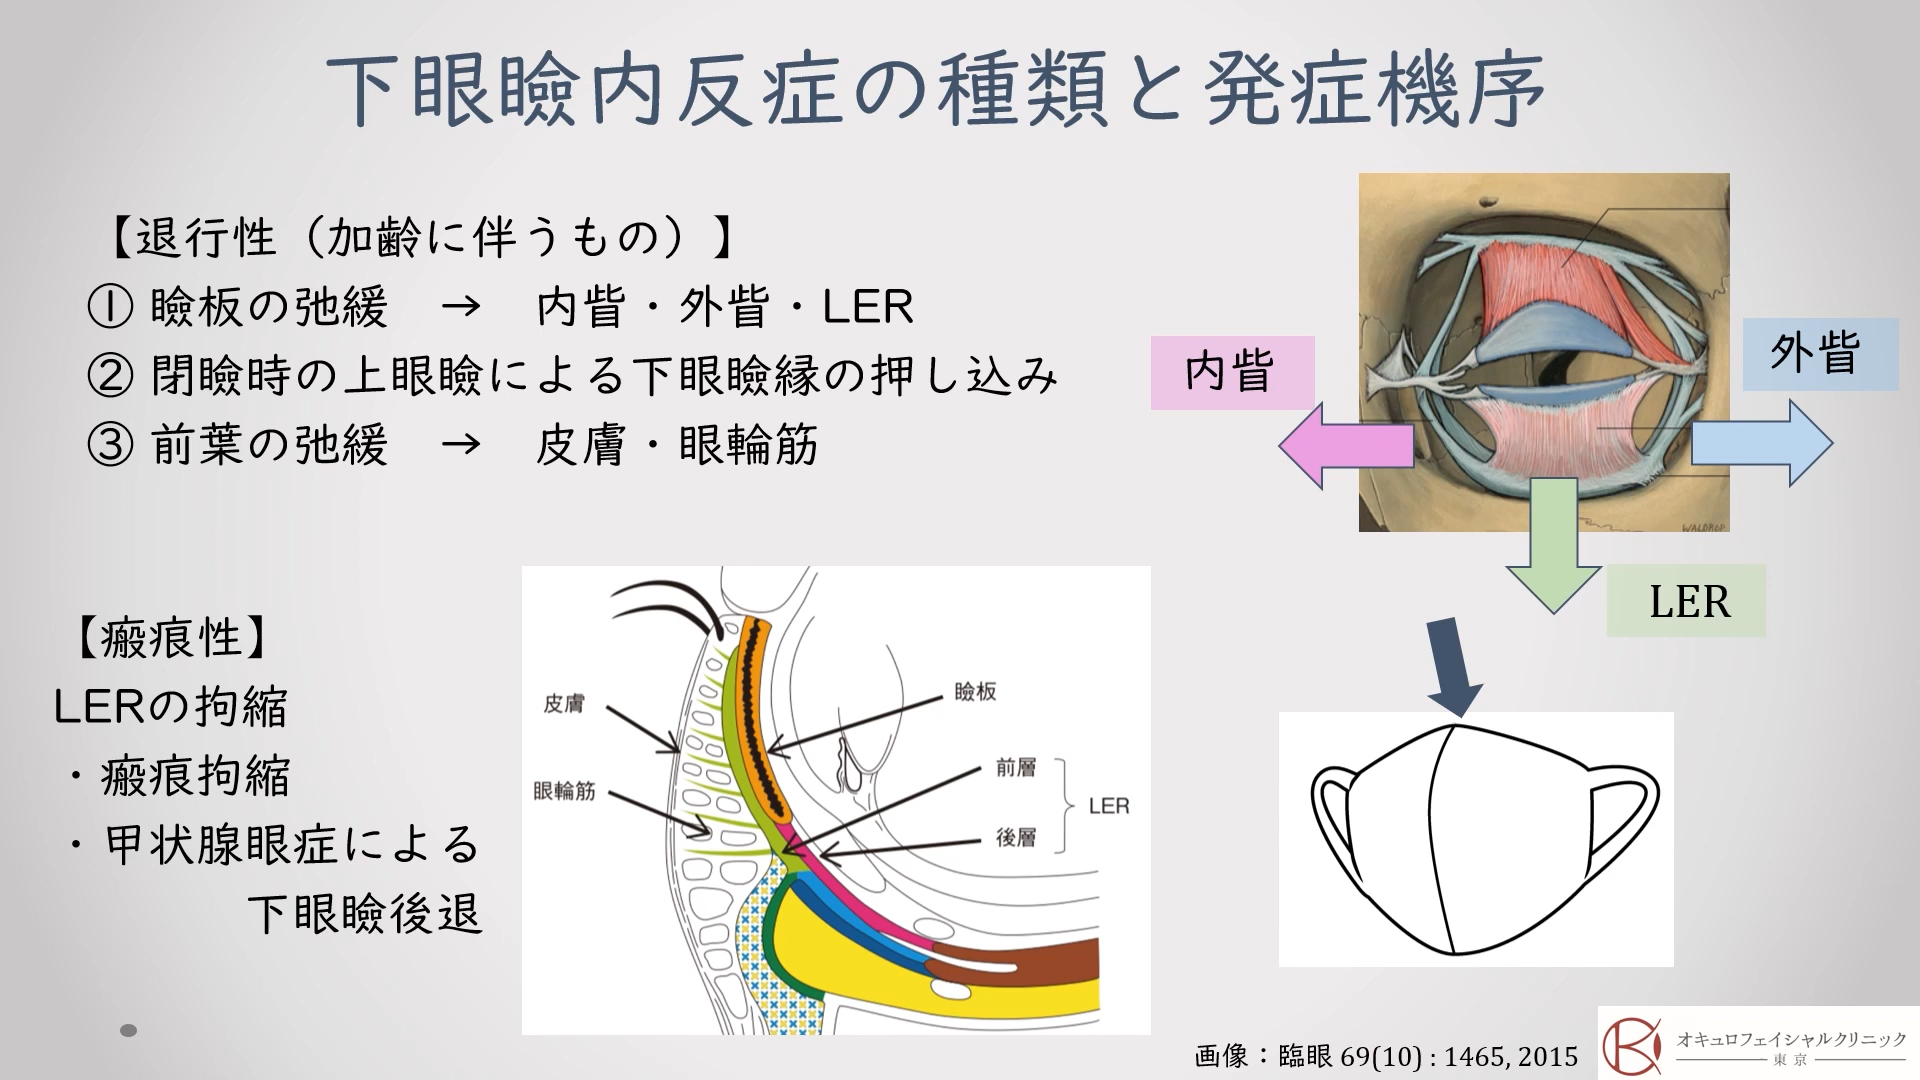 下眼瞼内反症の種類と発症機序
【退行性（加齢に伴うもの）】
① 瞼板の弛緩　→　内眥・外眥・LER
② 閉瞼時の上眼瞼による下眼瞼縁の押し込み
③ 前葉の弛緩　→　皮膚・眼輪筋
内眥
外眥
WALDROP
LER
【瘢痕性】
LERの拘縮
・瘢痕拘縮
・甲状腺眼症による
下眼瞼後退
皮膚
眼輪筋
瞼板
前層
後層
LER
画像：臨眼 69(10) : 1465, 2015
オキュロフェイシャルクリニック
東京